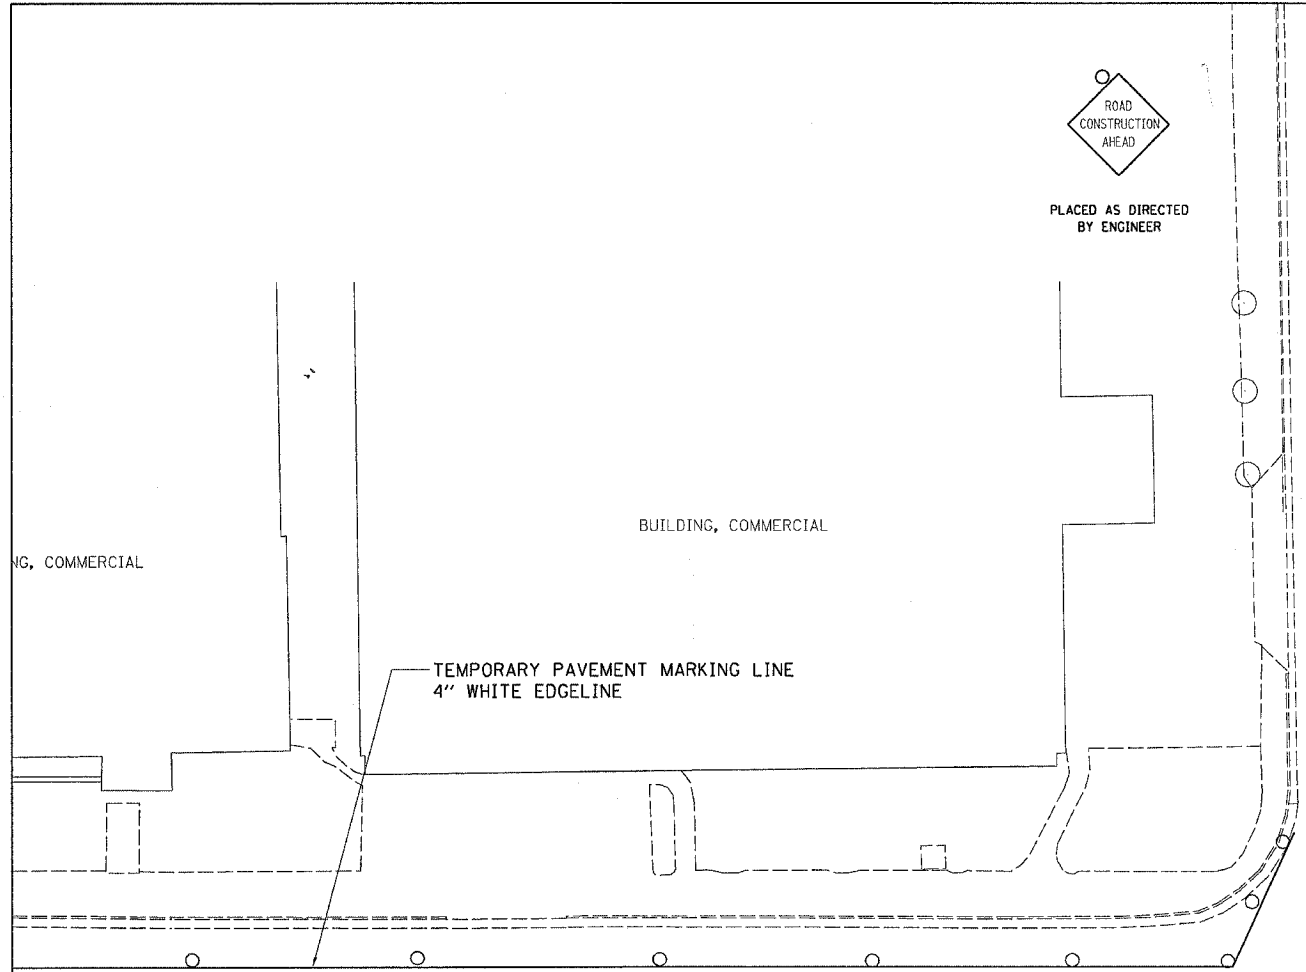 ROAD
CONSTRUCTION
AHEAD
PLACED AS DIRECTED
BY ENGINEER
BUILDING, COMMERCIAL
NG, COMMERCIAL
TEMPORARY PAVEMENT MARKING LINE
4" WHITE EDGELINE